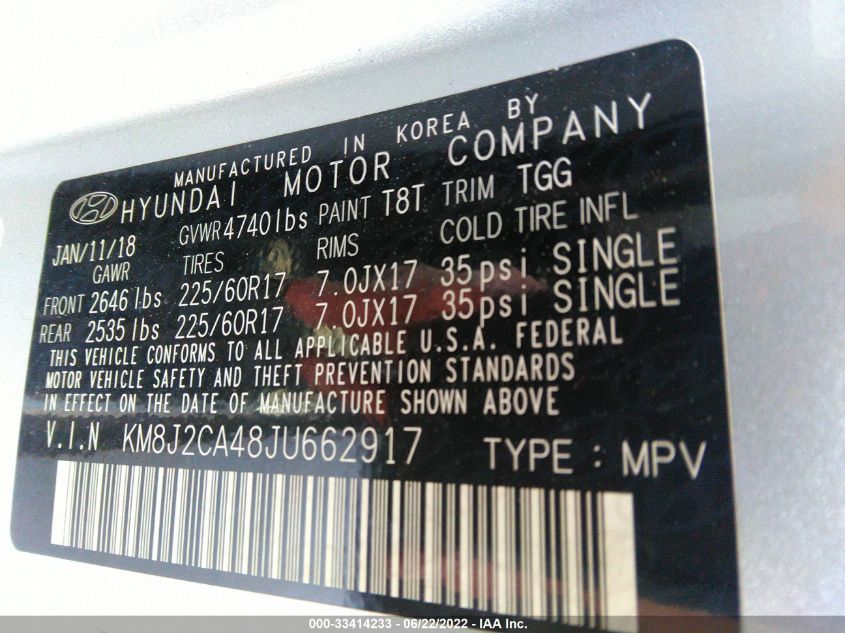 MANUFACTURED IN KOREA BY
HYUNDAI MOTOR COMPANY
JAN/11/18 GVWR 4740 lbs PAINT T8T TRIM TGG
GAWR TIRES RIMS COLD TIRE INFL
FRONT 2646 lbs 225/60R17 7.0JX17 35psi SINGLE
REAR 2535 lbs 225/60R17 7.0JX17 35psi SINGLE
THIS VEHICLE CONFORMS TO ALL APPLICABLE U.S.A. FEDERAL
MOTOR VEHICLE SAFETY AND THEFT PREVENTION STANDARDS
IN EFFECT ON THE DATE OF MANUFACTURE SHOWN ABOVE
V.I.N KM8J2CA48JU662917 TYPE : MPV
000-33414233 - 06/22/2022 - IAA Inc.